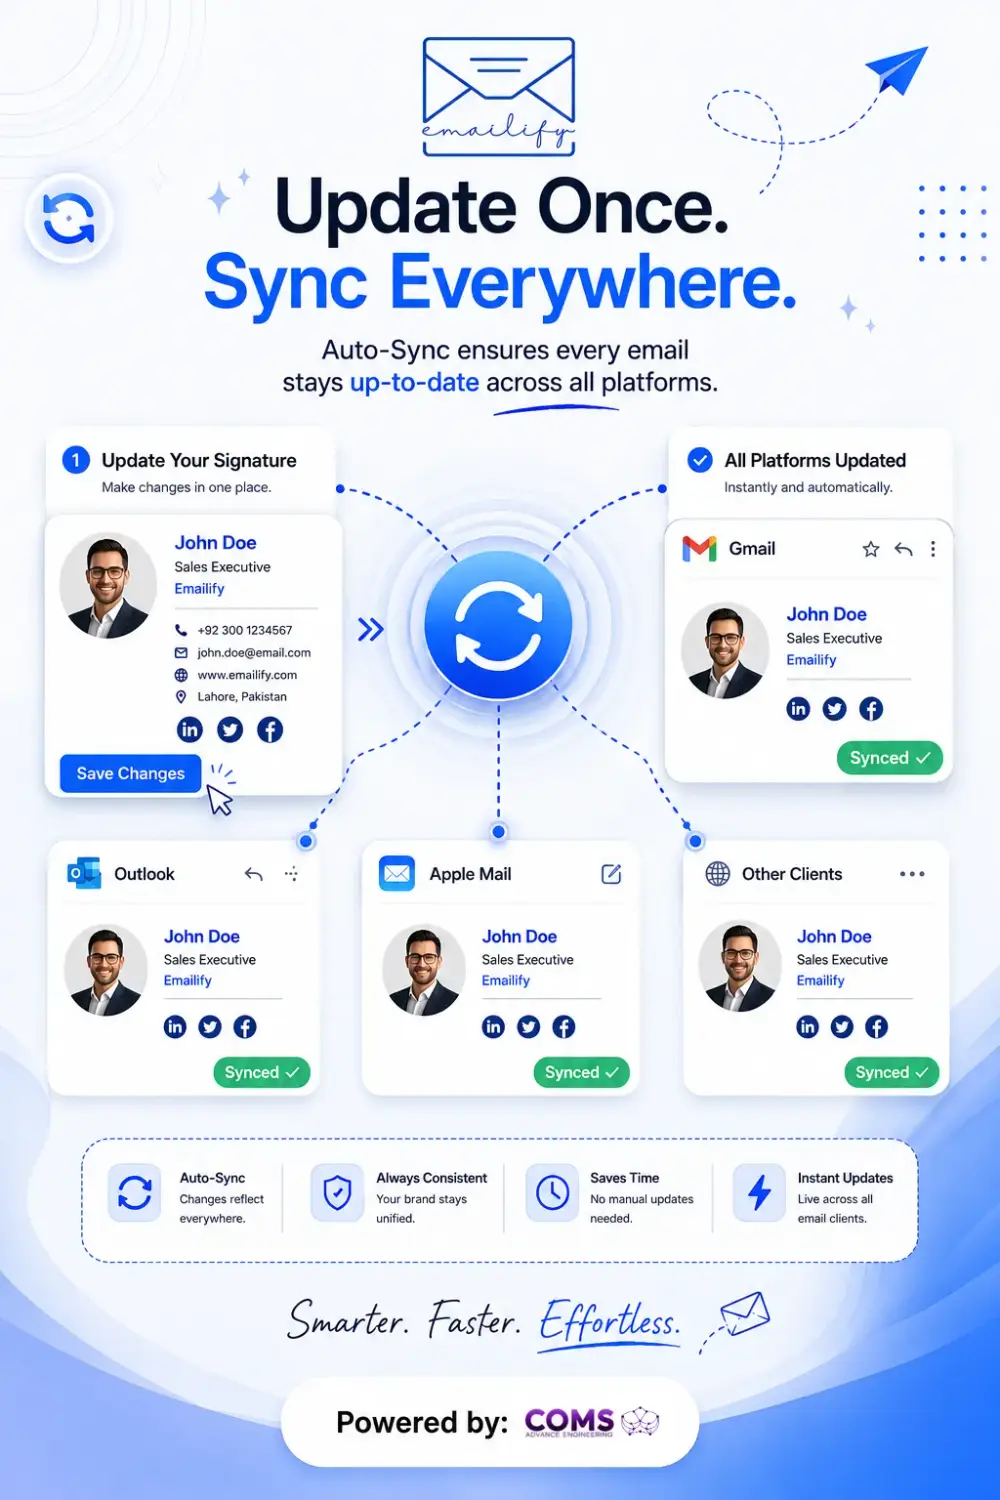 emailify
Update Once.
Sync Everywhere.
Auto-Sync ensures every email
stays up-to-date across all platforms.
1 Update Your Signature
Make changes in one place.
John Doe
Sales Executive
Emailify
+92 300 1234567
john.doe@email.com
www.emailify.com
Lahore, Pakistan
in
f
Save Changes
All Platforms Updated
Instantly and automatically.
Gmail
John Doe
Sales Executive
Emailify
in
f
Synced
Outlook
John Doe
Sales Executive
Emailify
in
f
Synced
Apple Mail
John Doe
Sales Executive
Emailify
in
f
Synced
Other Clients
John Doe
Sales Executive
Emailify
in
f
Synced
Auto-Sync
Changes reflect
everywhere.
Always Consistent
Your brand stays
unified.
Saves Time
No manual updates
needed.
Instant Updates
Live across all
email clients.
Smarter. Faster. Effortless.
Powered by: COMS
ADVANCE ENGINEERING